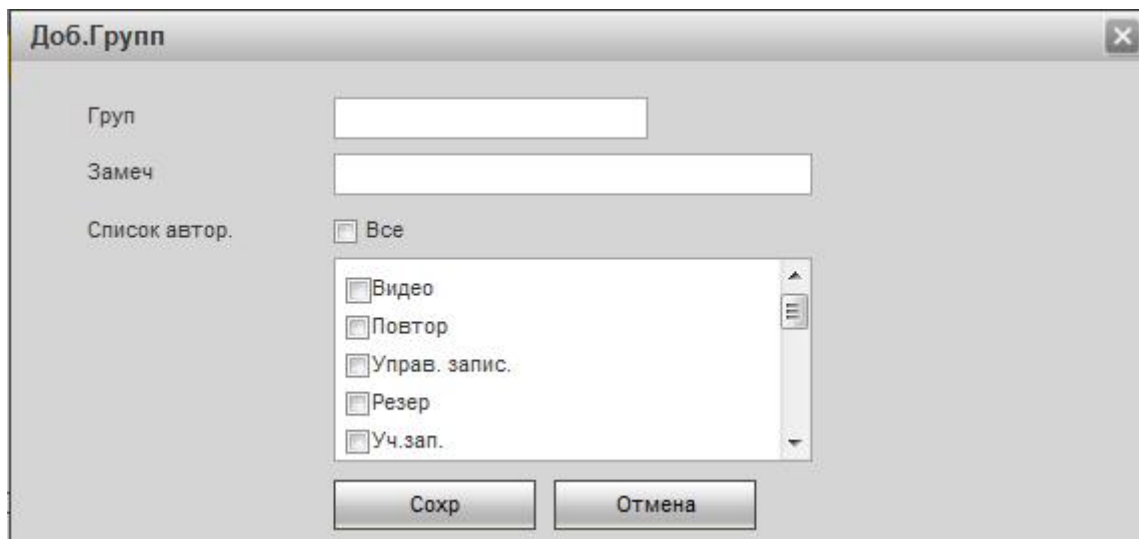 Доб.Групп
Груп
Замеч
Список автор. Все
Видео
Повтор
Управ. запис.
Резер
Уч.зап.
Сохр Отмена